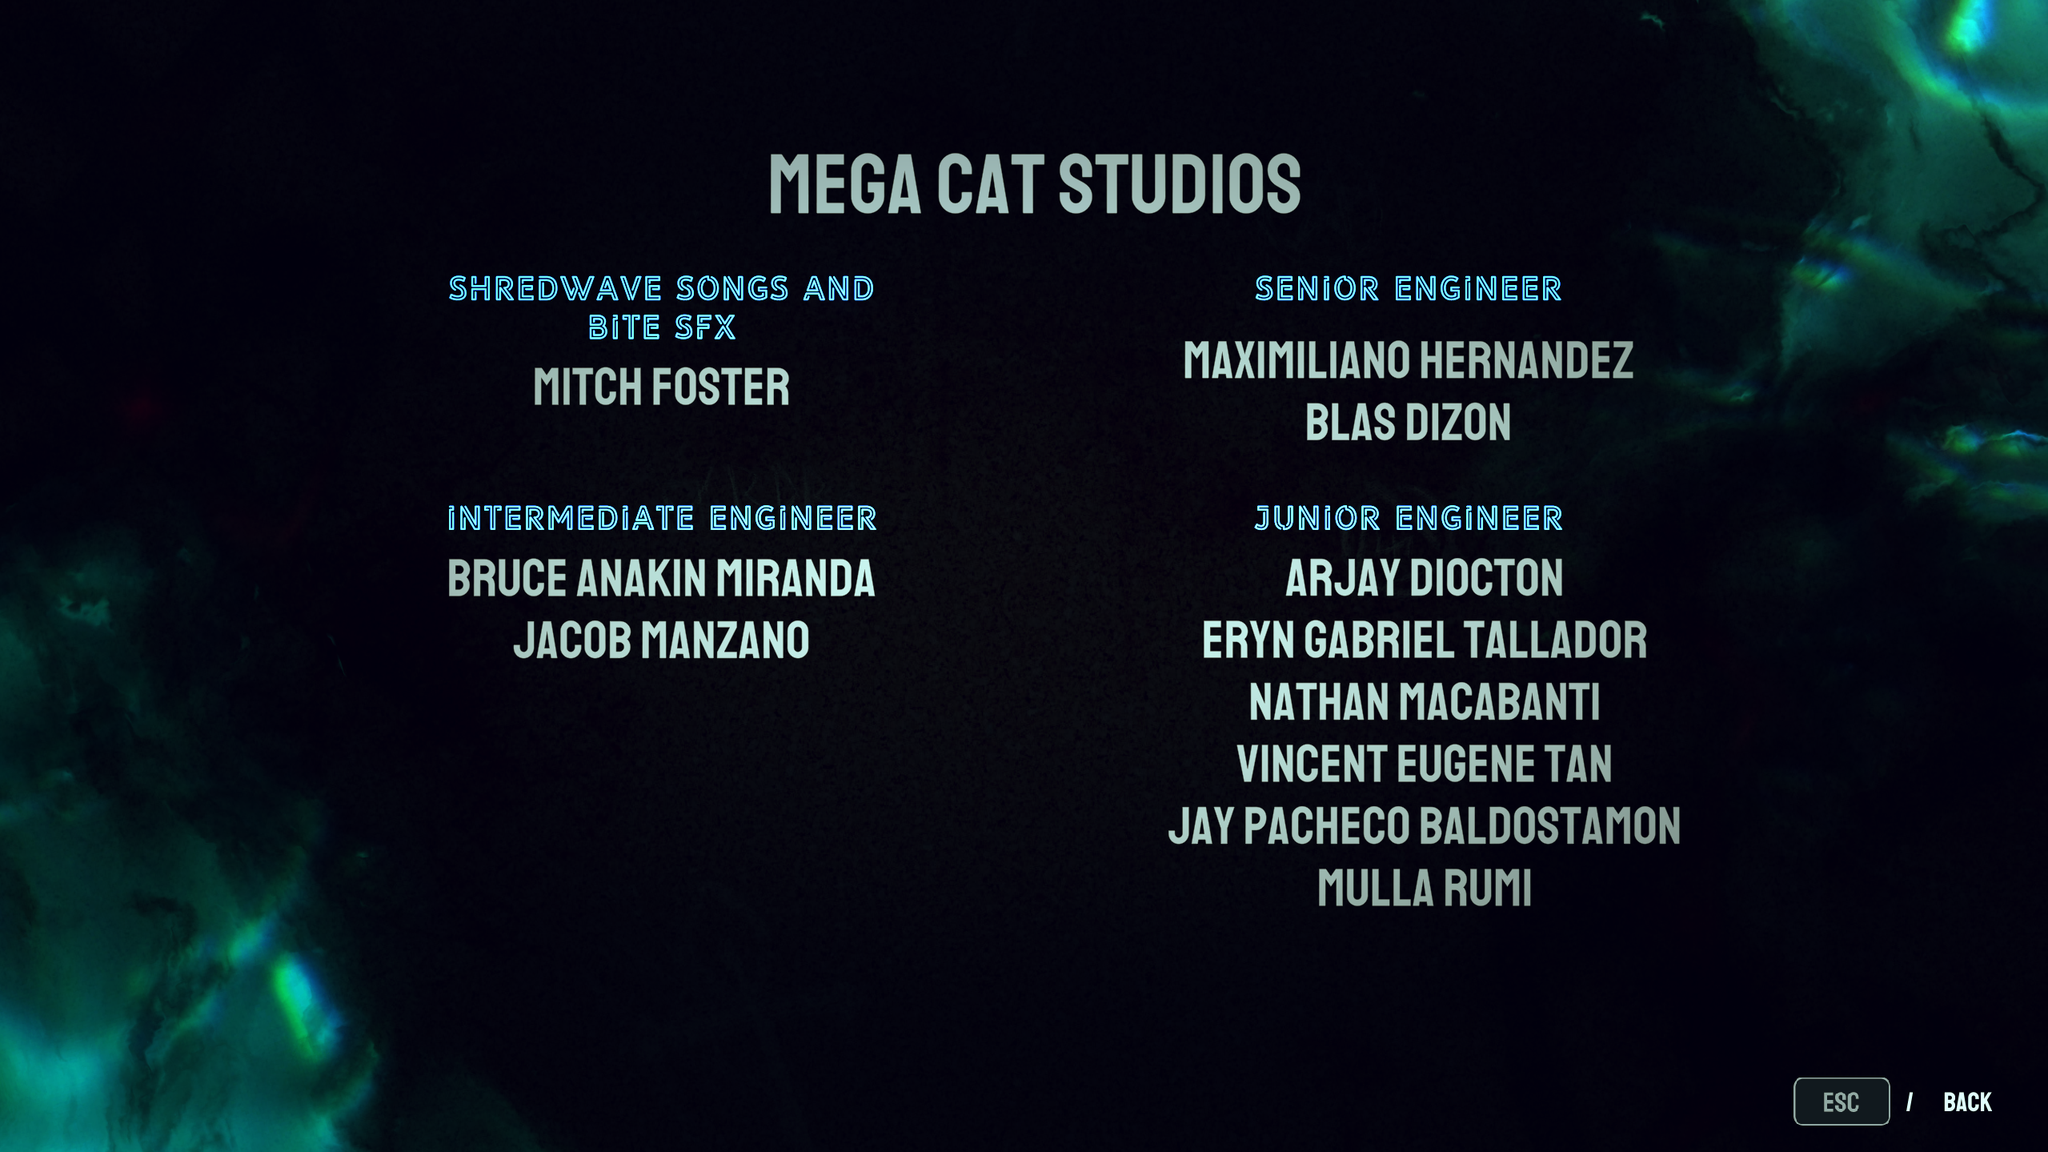 MEGA CAT STUDIOS
SHREDWAVE SONGS AND
BITE SFX
MITCH FOSTER
SENIOR ENGINEER
MAXIMILIANO HERNANDEZ
BLAS DIZON
INTERMEDIATE ENGINEER
BRUCE ANAKIN MIRANDA
JACOB MANZANO
JUNIOR ENGINEER
ARJAY DIOCTON
ERYN GABRIEL TALLADOR
NATHAN MACABANTI
VINCENT EUGENE TAN
JAY PACHECO BALDOSTAMON
MULLA RUMI
ESC / BACK